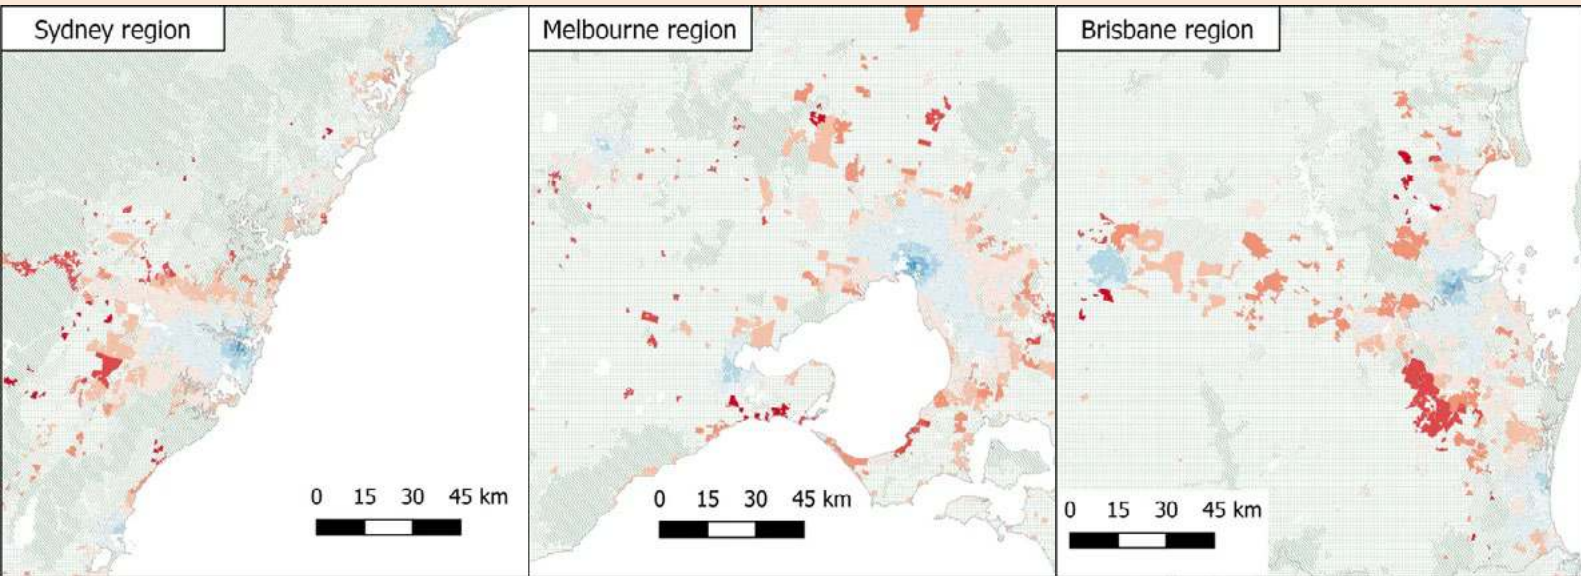 Sydney region
0 15 30 45 km
Melbourne region
0 15 30 45 km
Brisbane region
0 15 30 45 km